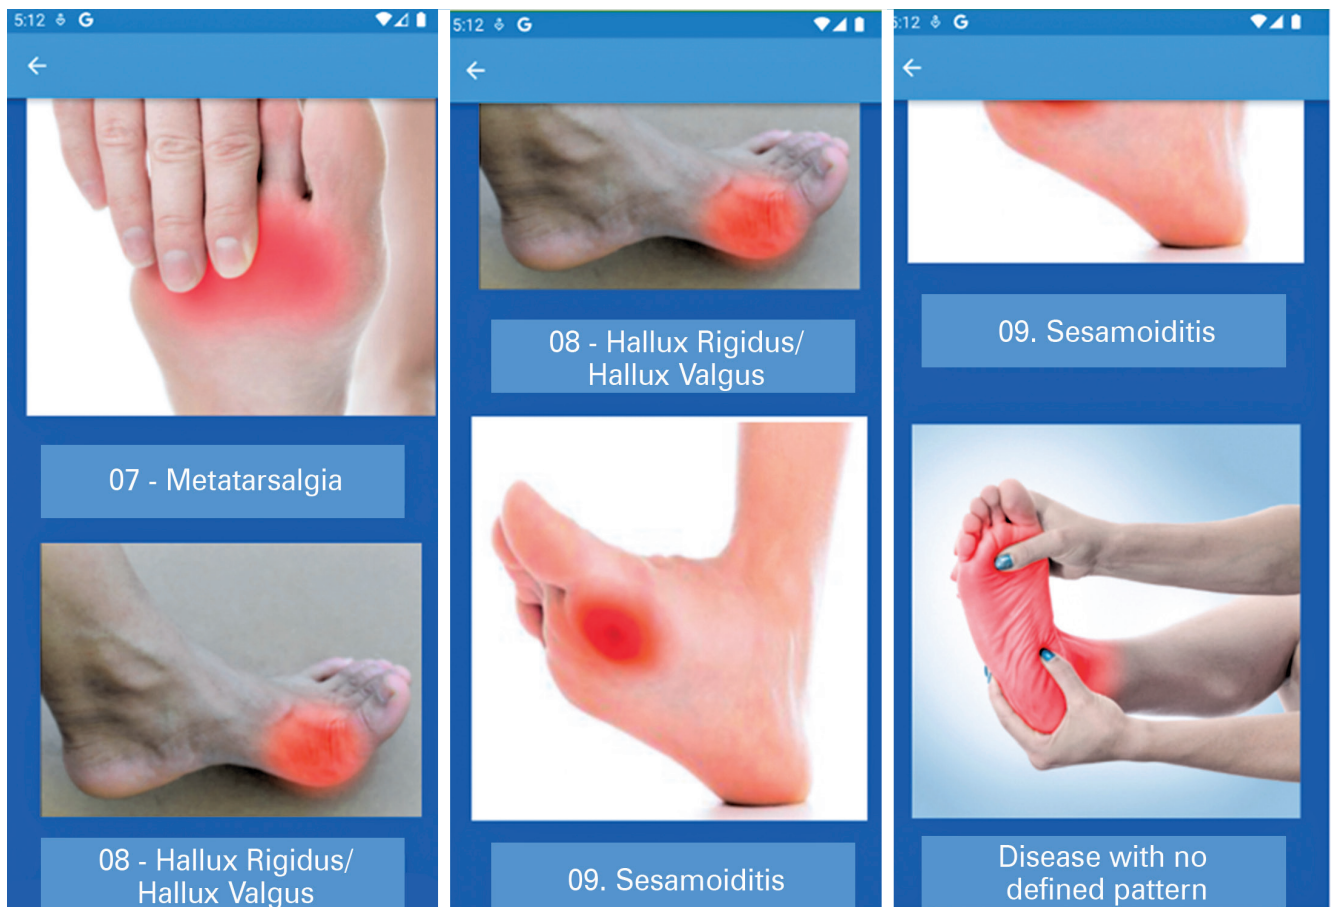 5:12 G
07 - Metatarsalgia
08 - Hallux Rigidus/
Hallux Valgus
5:12 G
08 - Hallux Rigidus/
Hallux Valgus
09. Sesamoiditis
5:12 G
09. Sesamoiditis
Disease with no
defined pattern